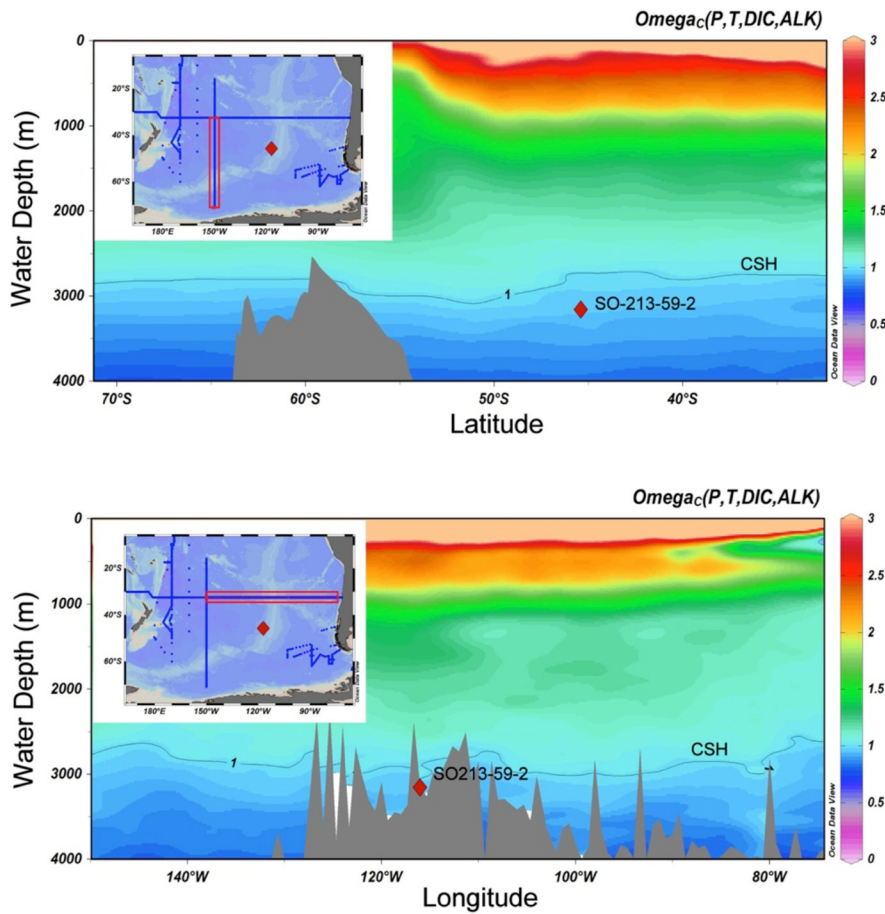 Omegac(P,T,DIC,ALK)
0
1000
2000
3000
4000
Water Depth (m)
20°S
40°S
60°S
180°E 150°W 120°W 90°W
Ocean Data View
CSH
1
SO-213-59-2
Ocean Data View
3
2.5
2
1.5
1
0.5
0
70°S 60°S 50°S 40°S
Latitude
Omegac(P,T,DIC,ALK)
0
1000
2000
3000
4000
Water Depth (m)
20°S
40°S
60°S
180°E 150°W 120°W 90°W
Ocean Data View
1
CSH
1
SO213-59-2
Ocean Data View
3
2.5
2
1.5
1
0.5
0
140°W 120°W 100°W 80°W
Longitude